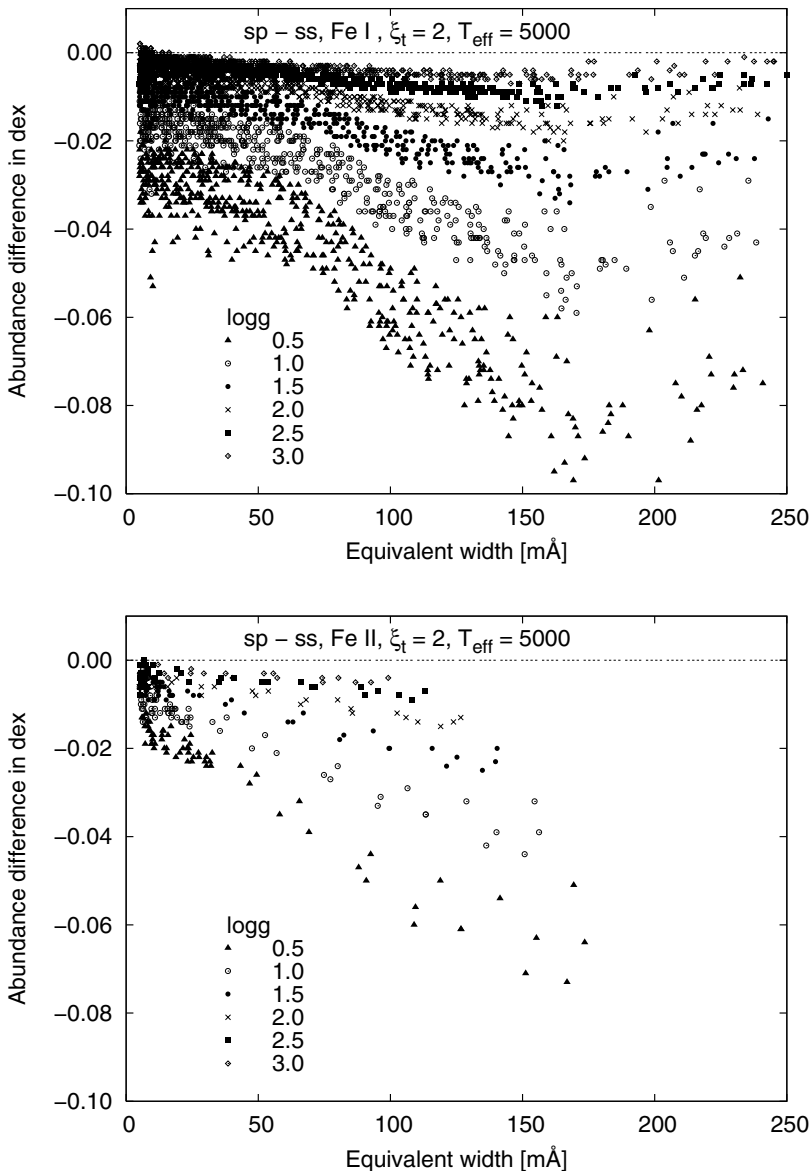 sp − ss, Fe I , ξt = 2, Teff = 5000
Abundance difference in dex
0.00
−0.02
−0.04
−0.06
−0.08
−0.10
logg
0.5
1.0
1.5
2.0
2.5
3.0
0 50 100 150 200 250
Equivalent width [mÅ]
sp − ss, Fe II, ξt = 2, Teff = 5000
Abundance difference in dex
0.00
−0.02
−0.04
−0.06
−0.08
−0.10
logg
0.5
1.0
1.5
2.0
2.5
3.0
0 50 100 150 200 250
Equivalent width [mÅ]